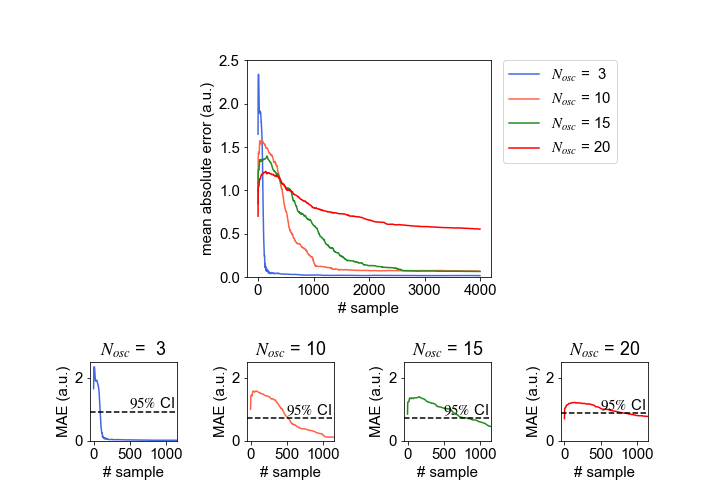 2.5
2.0
1.5
1.0
0.5
0.0
mean absolute error (a.u.)
0 1000 2000 3000 4000
# sample
N_osc = 3
N_osc = 10
N_osc = 15
N_osc = 20
N_osc = 3
2
0
MAE (a.u.)
95% CI
0 500 1000
# sample
N_osc = 10
2
0
MAE (a.u.)
95% CI
0 500 1000
# sample
N_osc = 15
2
0
MAE (a.u.)
95% CI
0 500 1000
# sample
N_osc = 20
2
0
MAE (a.u.)
95% CI
0 500 1000
# sample